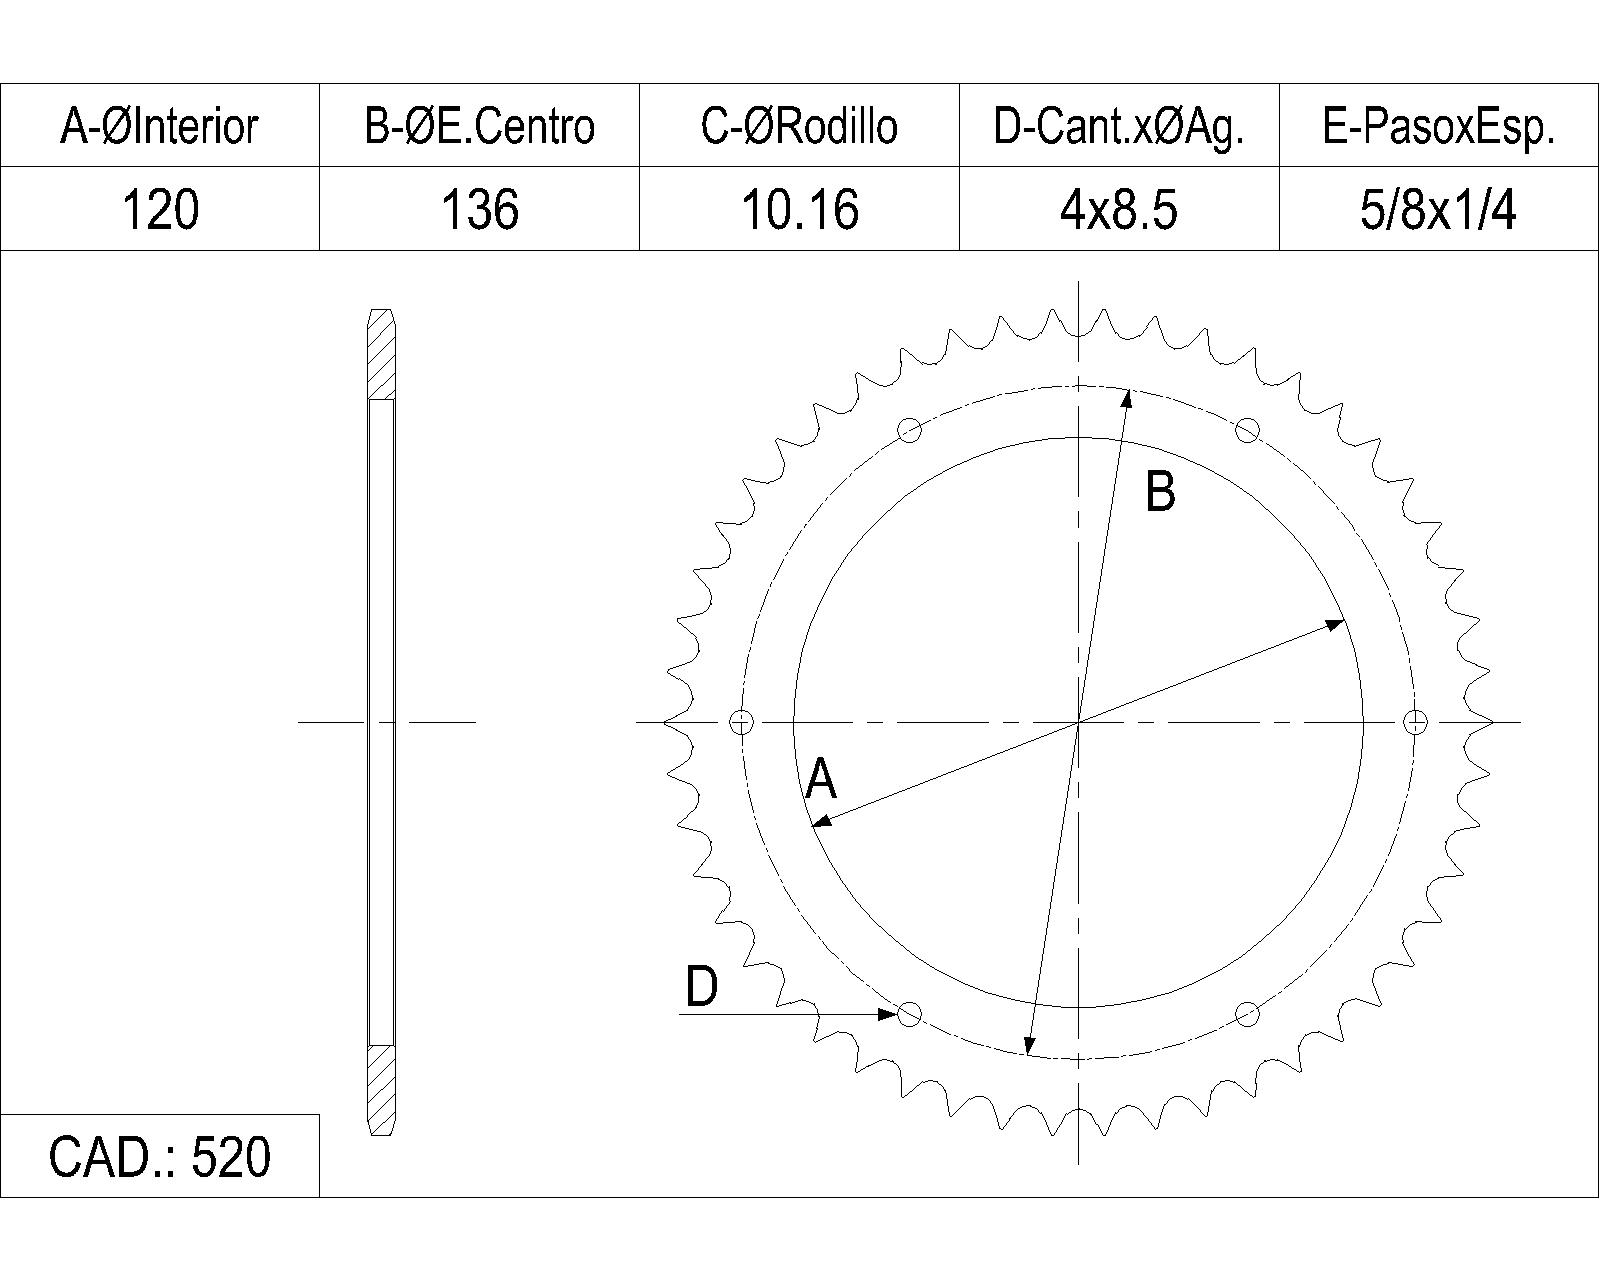 A-ØInterior B-ØE.Centro C-ØRodillo D-Cant.xØAg. E-PasoxEsp.
120 136 10.16 4x8.5 5/8x1/4
B
A
D
CAD.: 520